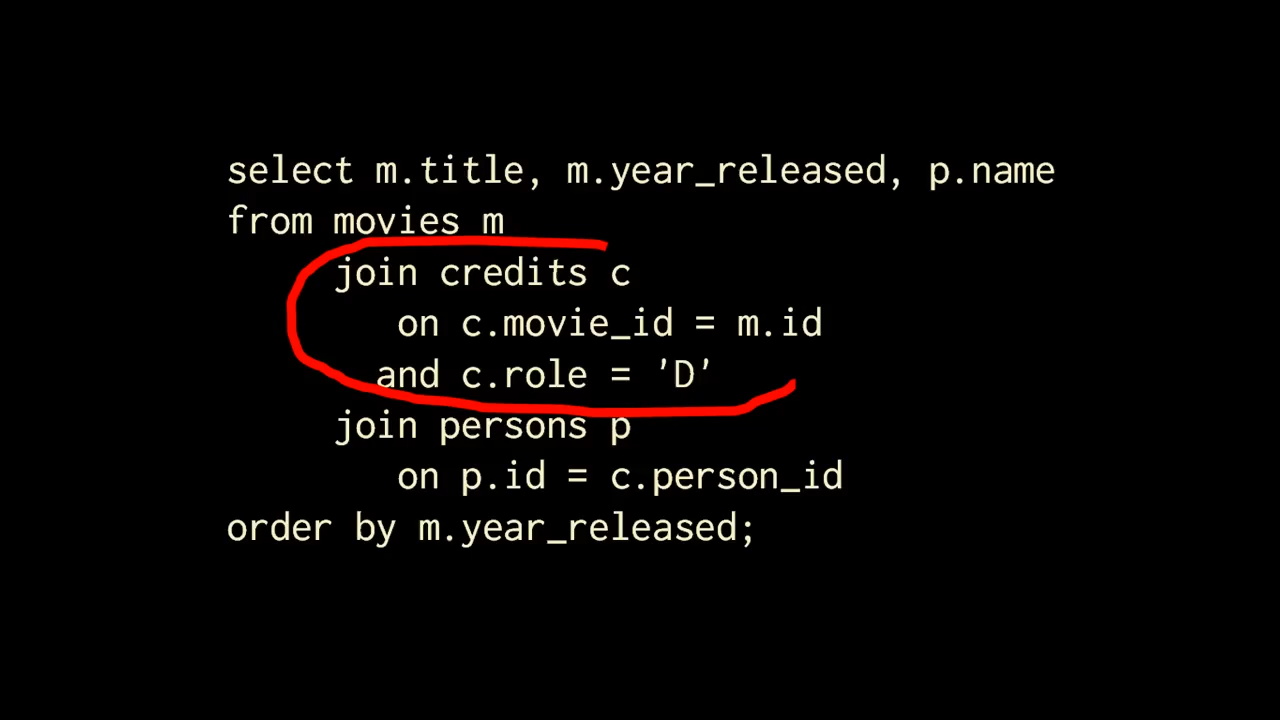 select m.title, m.year_released, p.name
from movies m
join credits c
on c.movie_id = m.id
and c.role = 'D'
join persons p
on p.id = c.person_id
order by m.year_released;